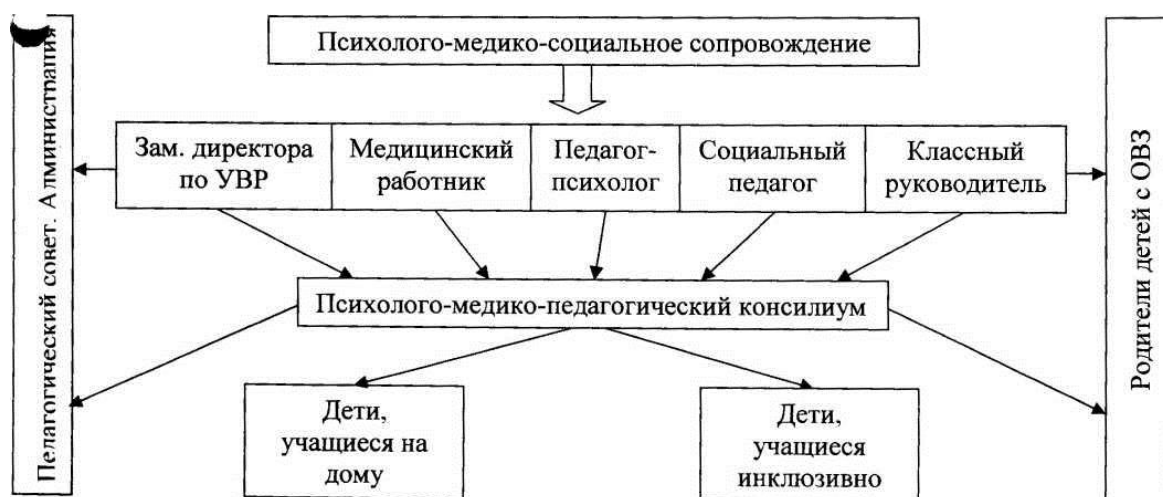 Психолого-медико-социальное сопровождение
Зам. директора
по УВР
Медицинский
работник
Педагог-
психолог
Социальный
педагог
Классный
руководитель
Психолого-медико-педагогический консилиум
Дети,
учащиеся на
дому
Дети,
учащиеся
инклюзивно
Педагогический совет. Администрация
Родители детей с ОВЗ